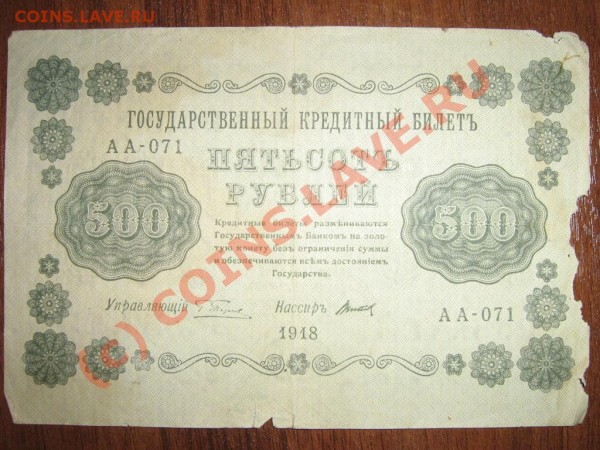 COINS.LAVE.RU
ГОСУДАРСТВЕННЫЙ КРЕДИТНЫЙ БИЛЕТЪ
АА-071
ПЯТЬСОТЪ
РУБЛЕЙ
500
500
Кредитные билеты размѣниваются
Государственнымъ Банкомъ на золо-
тую монету безъ ограниченія суммы
и обезпечиваются всѣмъ достояніемъ
Государства.
Управляющій
Кассиръ
1918
АА-071
(c) COINS.LAVE.RU